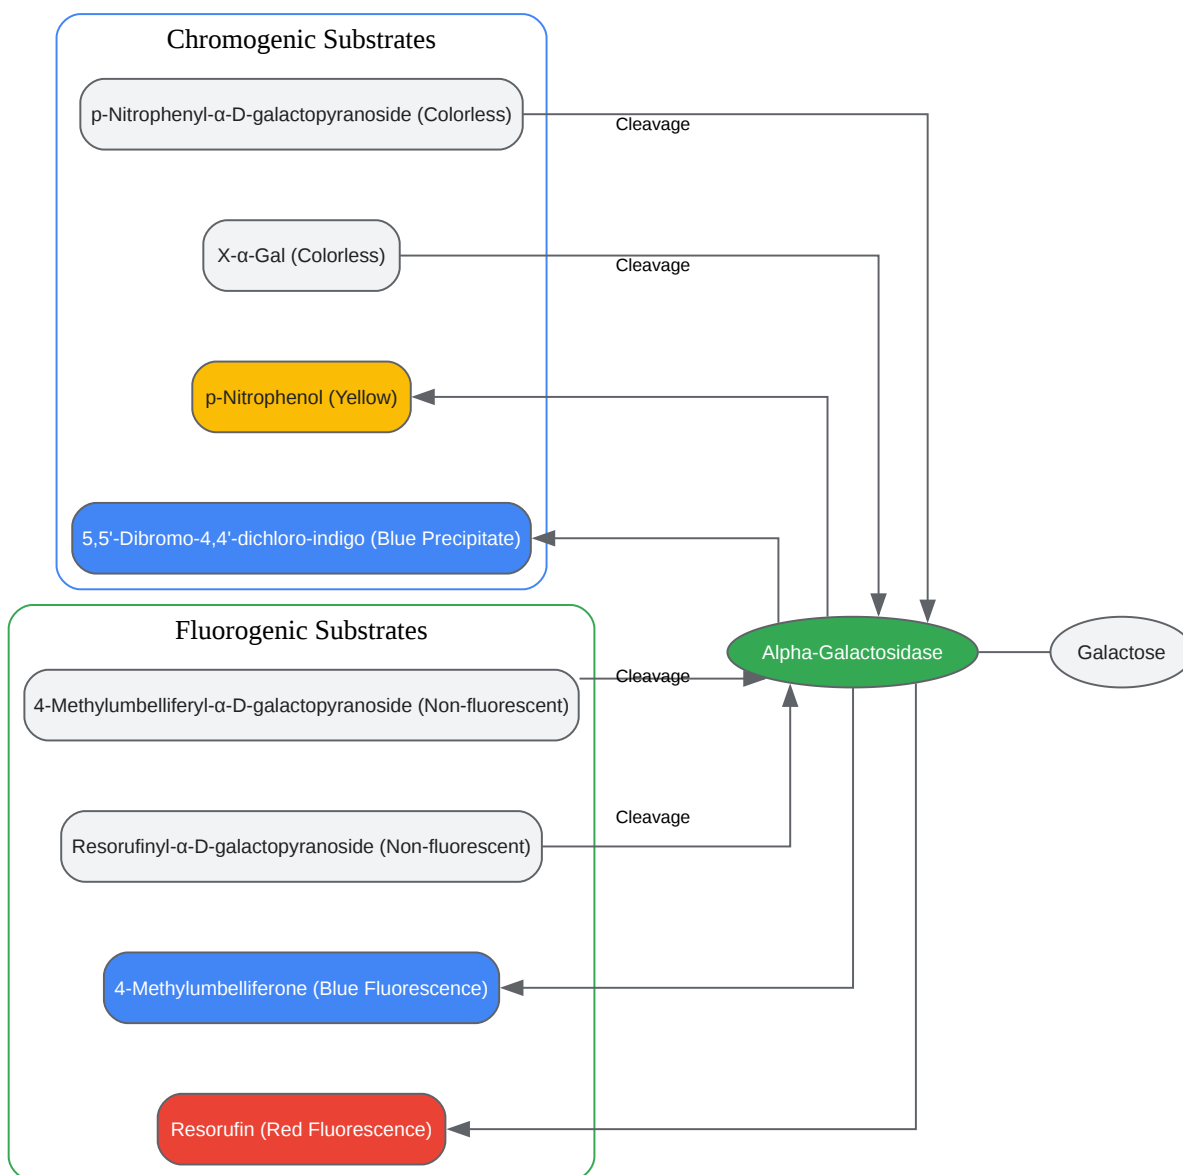 Chromogenic Substrates
p-Nitrophenyl-α-D-galactopyranoside (Colorless)
Cleavage
X-α-Gal (Colorless)
Cleavage
p-Nitrophenol (Yellow)
5,5'-Dibromo-4,4'-dichloro-indigo (Blue Precipitate)
Fluorogenic Substrates
4-Methylumbelliferyl-α-D-galactopyranoside (Non-fluorescent)
Cleavage
Alpha-Galactosidase
Galactose
Resorufinyl-α-D-galactopyranoside (Non-fluorescent)
Cleavage
4-Methylumbelliferone (Blue Fluorescence)
Resorufin (Red Fluorescence)